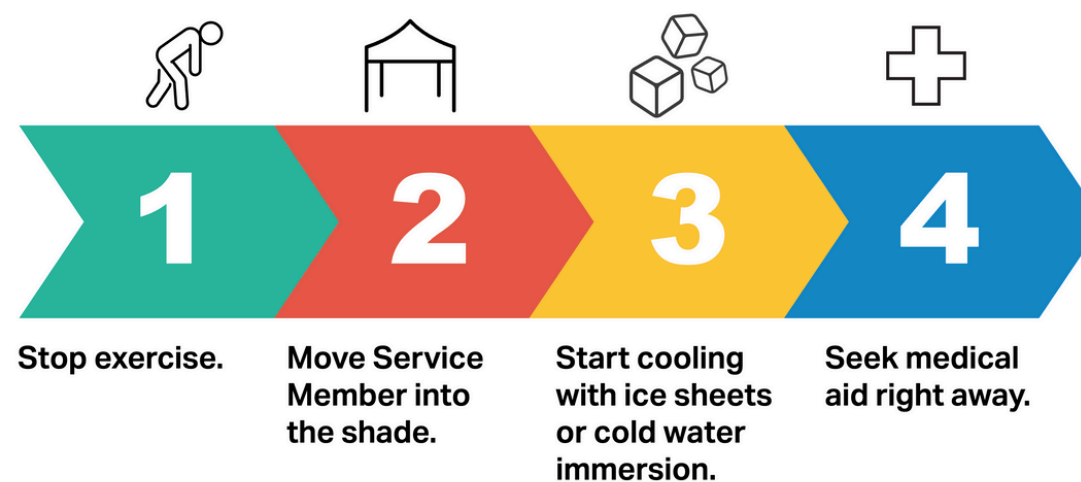 1
2
3
4
Stop exercise.
Move Service
Member into
the shade.
Start cooling
with ice sheets
or cold water
immersion.
Seek medical
aid right away.